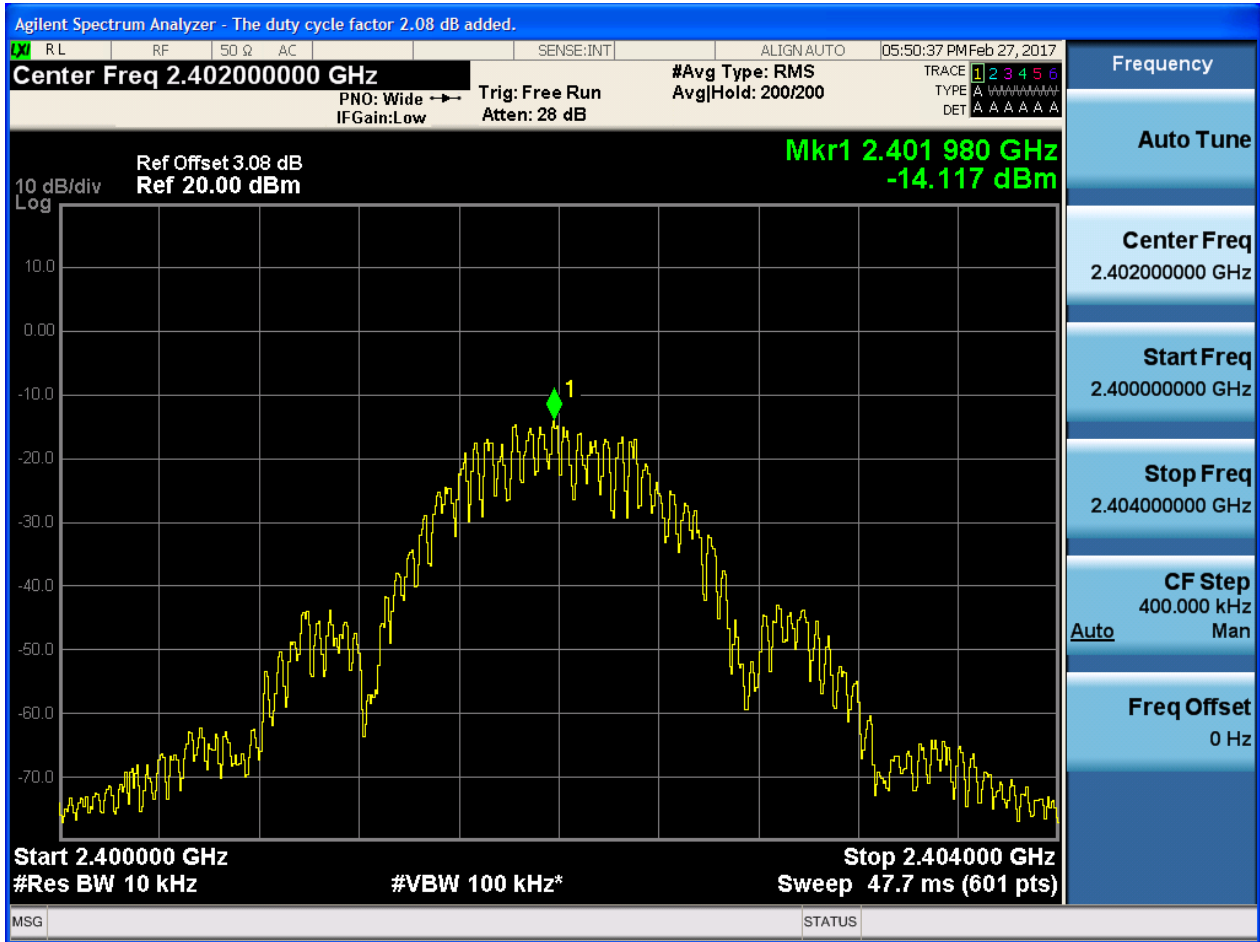 Agilent Spectrum Analyzer - The duty cycle factor 2.08 dB added.
LXI RL RF 50 Ω AC SENSE:INT ALIGN AUTO 05:50:37 PM Feb 27, 2017
Center Freq 2.402000000 GHz
PNO: Wide
IFGain:Low
Trig: Free Run
Atten: 28 dB
#Avg Type: RMS
Avg|Hold: 200/200
TRACE 1 2 3 4 5 6
TYPE A WWWWWW
DET A A A A A A
Mkr1 2.401 980 GHz
-14.117 dBm
Ref Offset 3.08 dB
10 dB/div Ref 20.00 dBm
Log
10.0
0.00
-10.0
-20.0
-30.0
-40.0
-50.0
-60.0
-70.0
1
Start 2.400000 GHz Stop 2.404000 GHz
#Res BW 10 kHz #VBW 100 kHz* Sweep 47.7 ms (601 pts)
MSG STATUS
Frequency
Auto Tune
Center Freq
2.402000000 GHz
Start Freq
2.400000000 GHz
Stop Freq
2.404000000 GHz
CF Step
400.000 kHz
Auto Man
Freq Offset
0 Hz